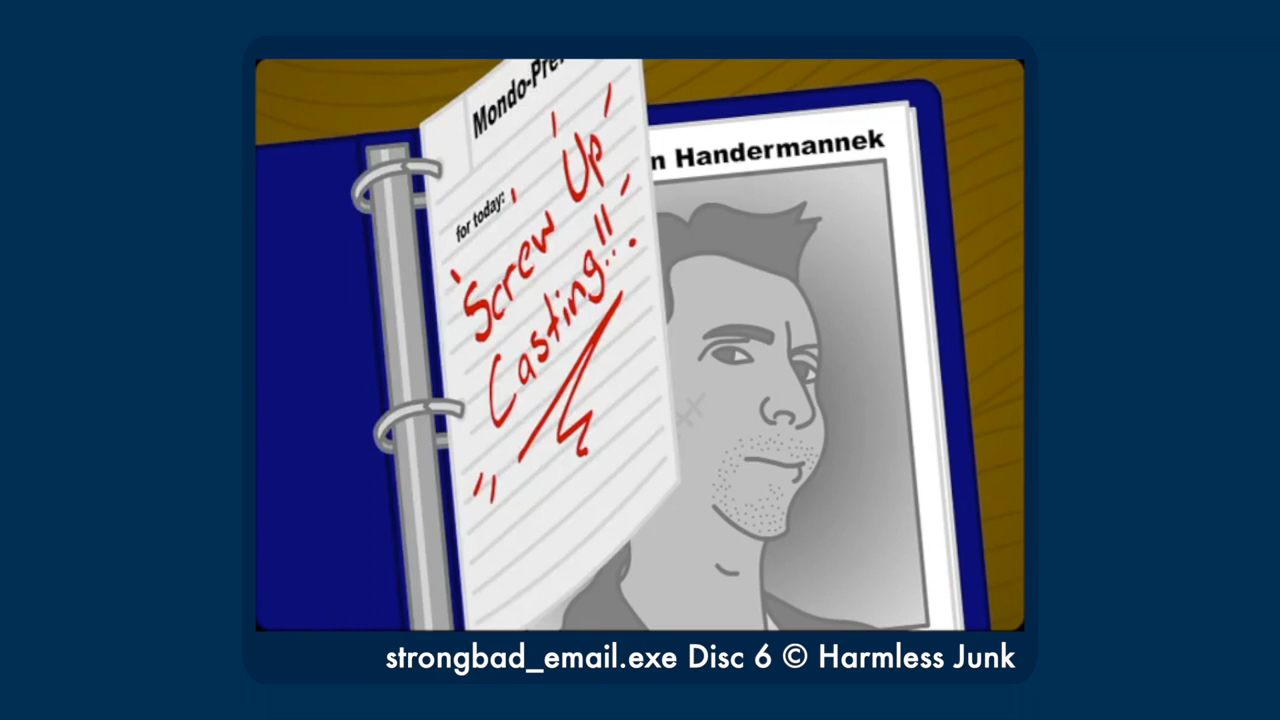 Mondo-Pre
for today:
Screw Up
Casting!!
n Handermannek
strongbad_email.exe Disc 6 © Harmless Junk